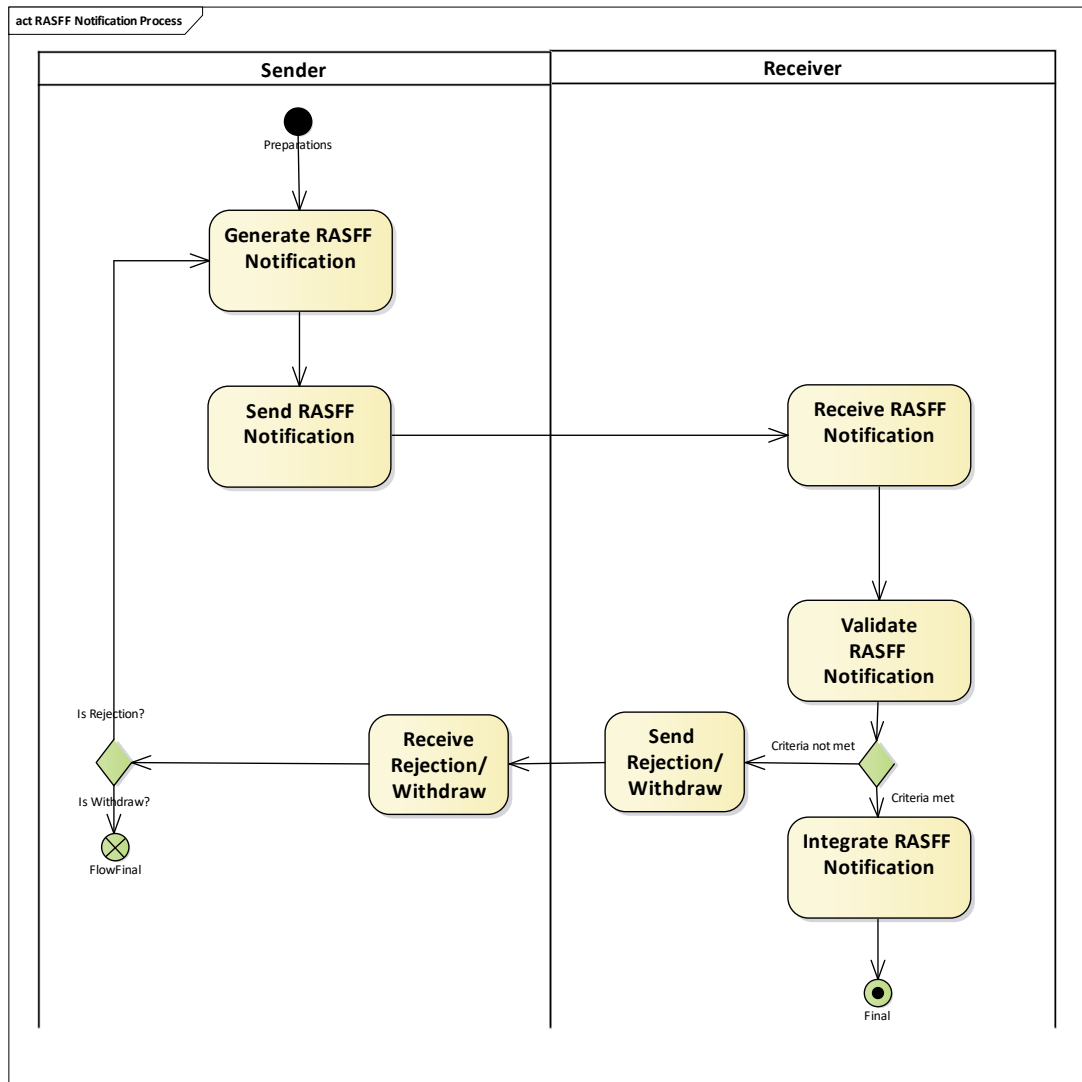 act RASFF Notification Process
Sender
Receiver
Preparations
Generate RASFF
Notification
Send RASFF
Notification
Receive RASFF
Notification
Validate
RASFF
Notification
Is Rejection?
Receive
Rejection/
Withdraw
Send
Rejection/
Withdraw
Criteria not met
Is Withdraw?
Criteria met
FlowFinal
Integrate RASFF
Notification
Final